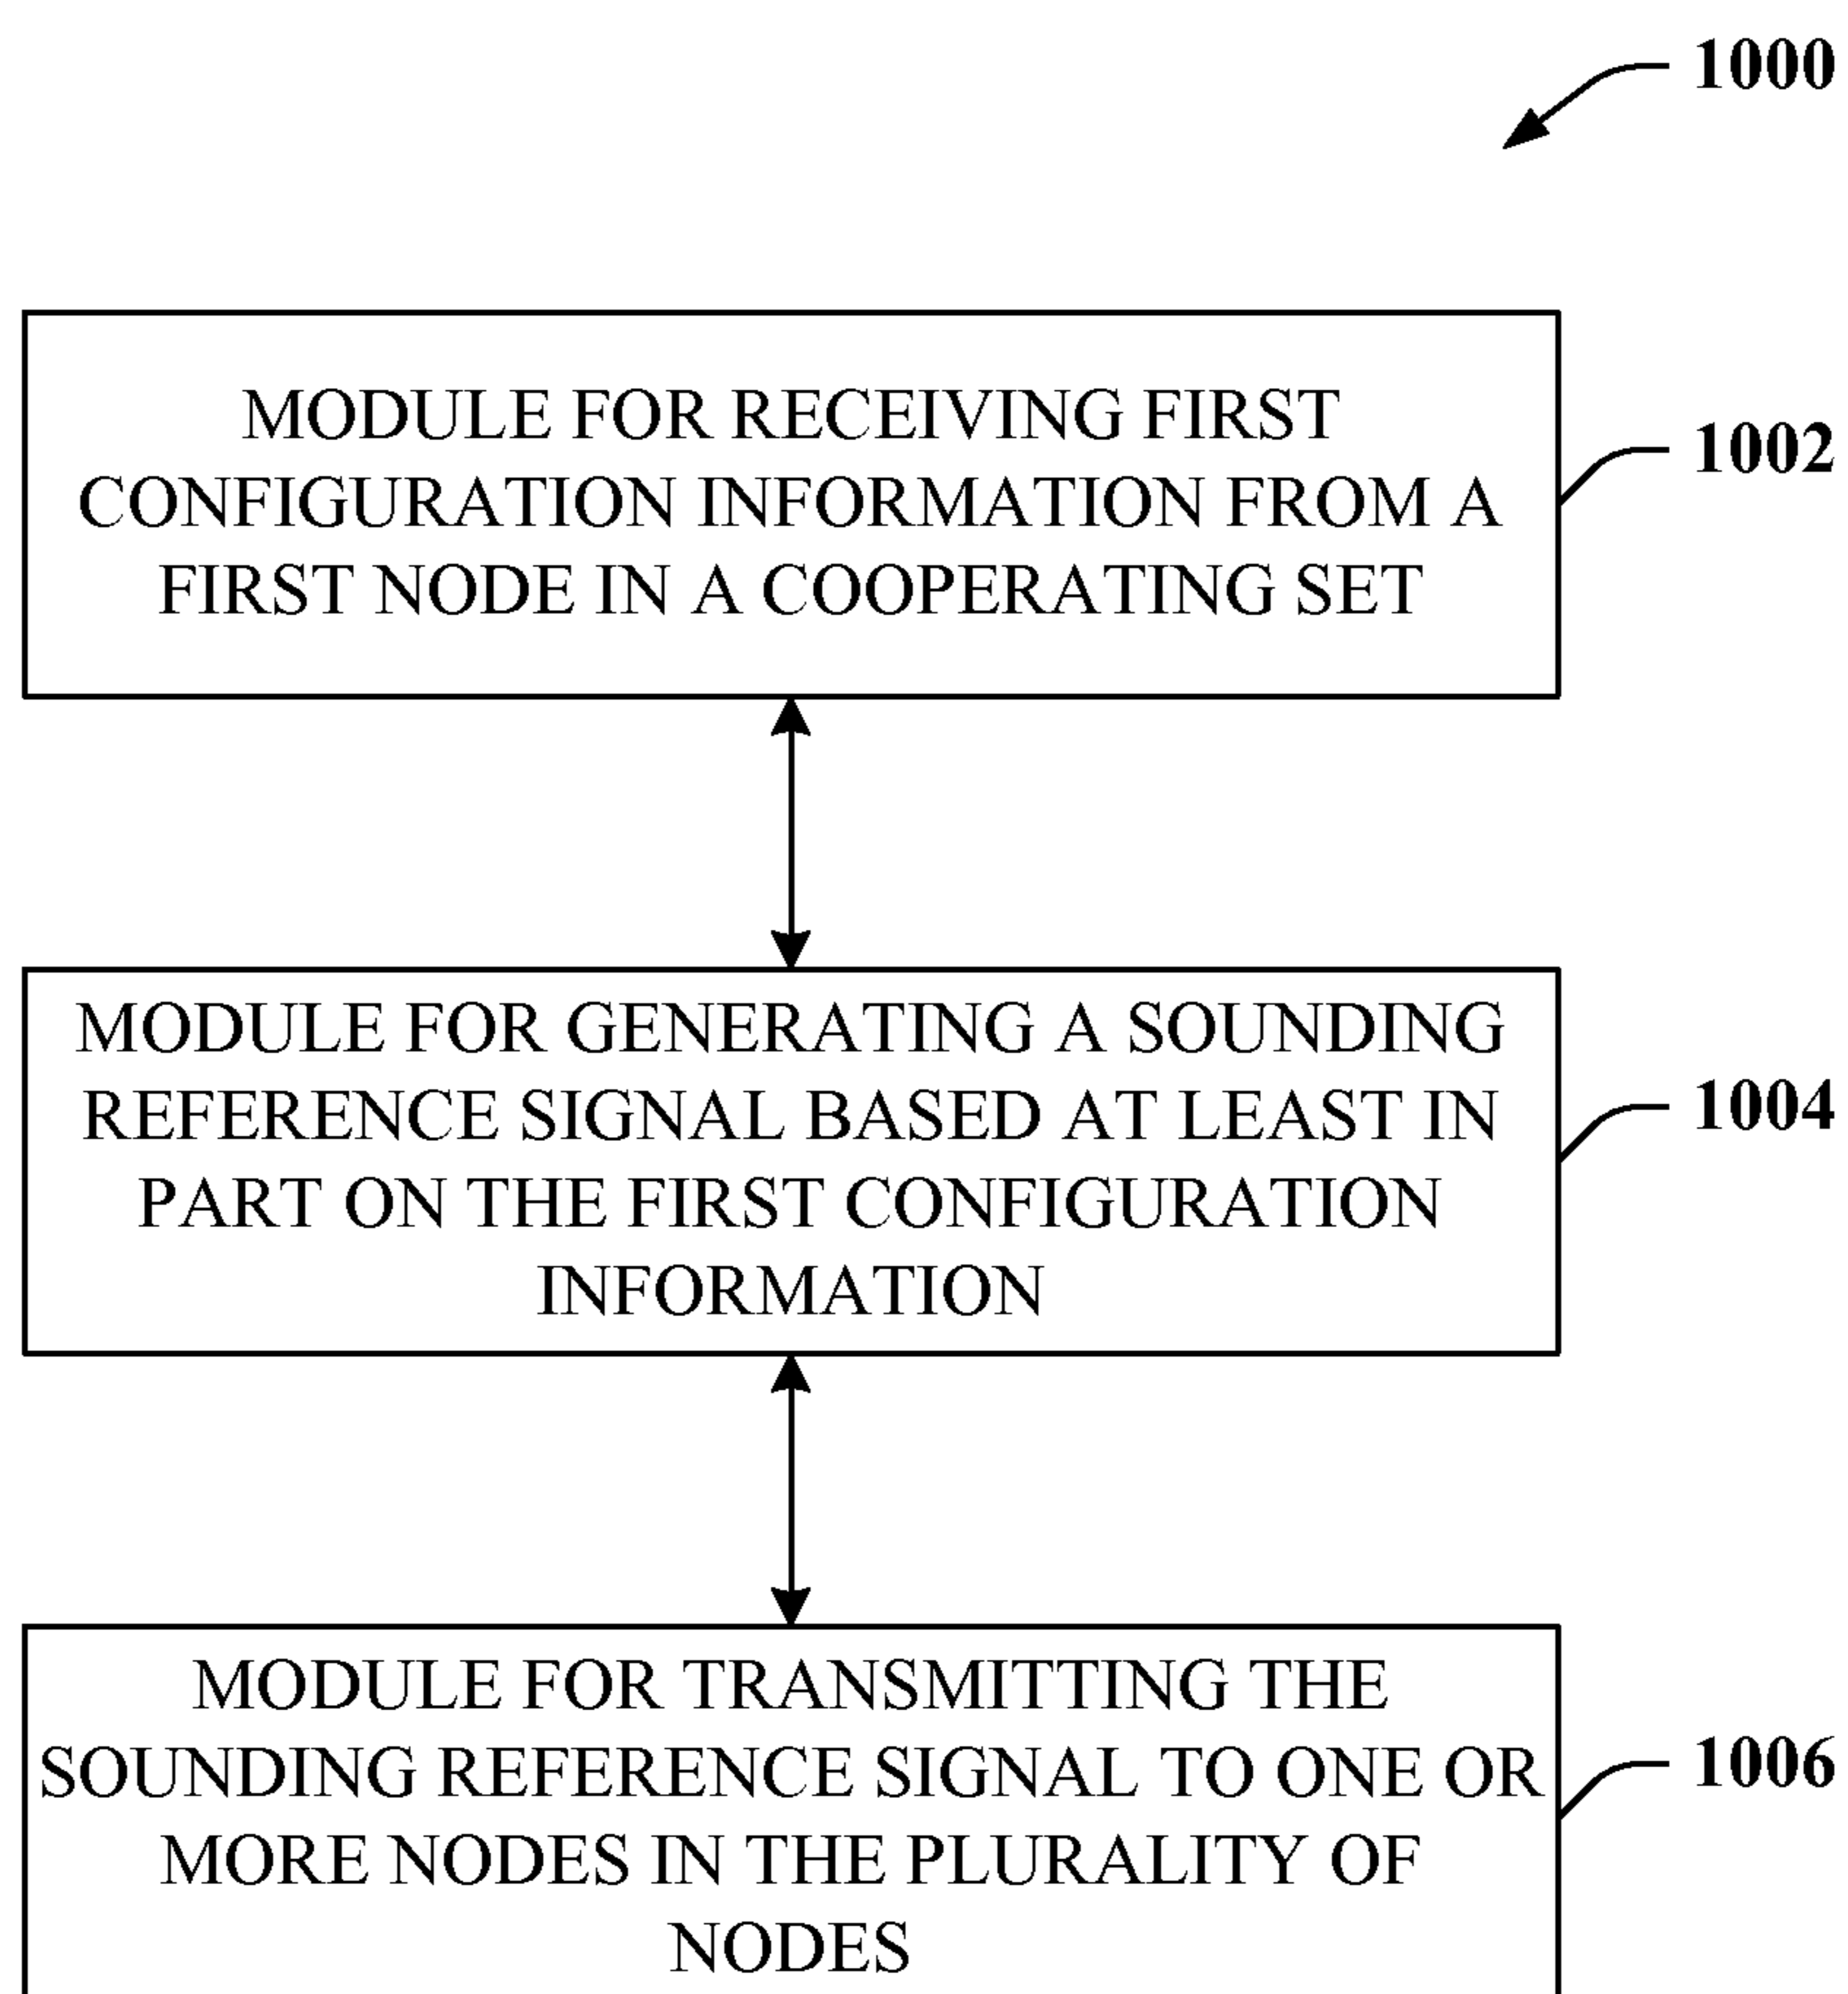 1000
MODULE FOR RECEIVING FIRST
CONFIGURATION INFORMATION FROM A
FIRST NODE IN A COOPERATING SET
1002
MODULE FOR GENERATING A SOUNDING
REFERENCE SIGNAL BASED AT LEAST IN
PART ON THE FIRST CONFIGURATION
INFORMATION
1004
MODULE FOR TRANSMITTING THE
SOUNDING REFERENCE SIGNAL TO ONE OR
MORE NODES IN THE PLURALITY OF
NODES
1006